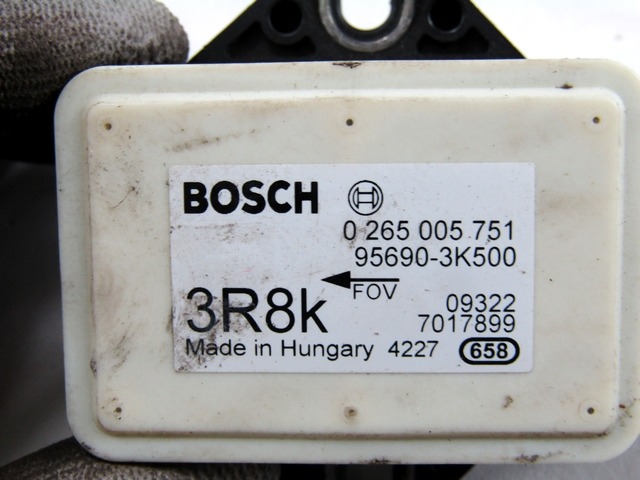 BOSCH
0 265 005 751
95690-3K500
FOV
3R8k
09322
7017899
Made in Hungary 4227 658